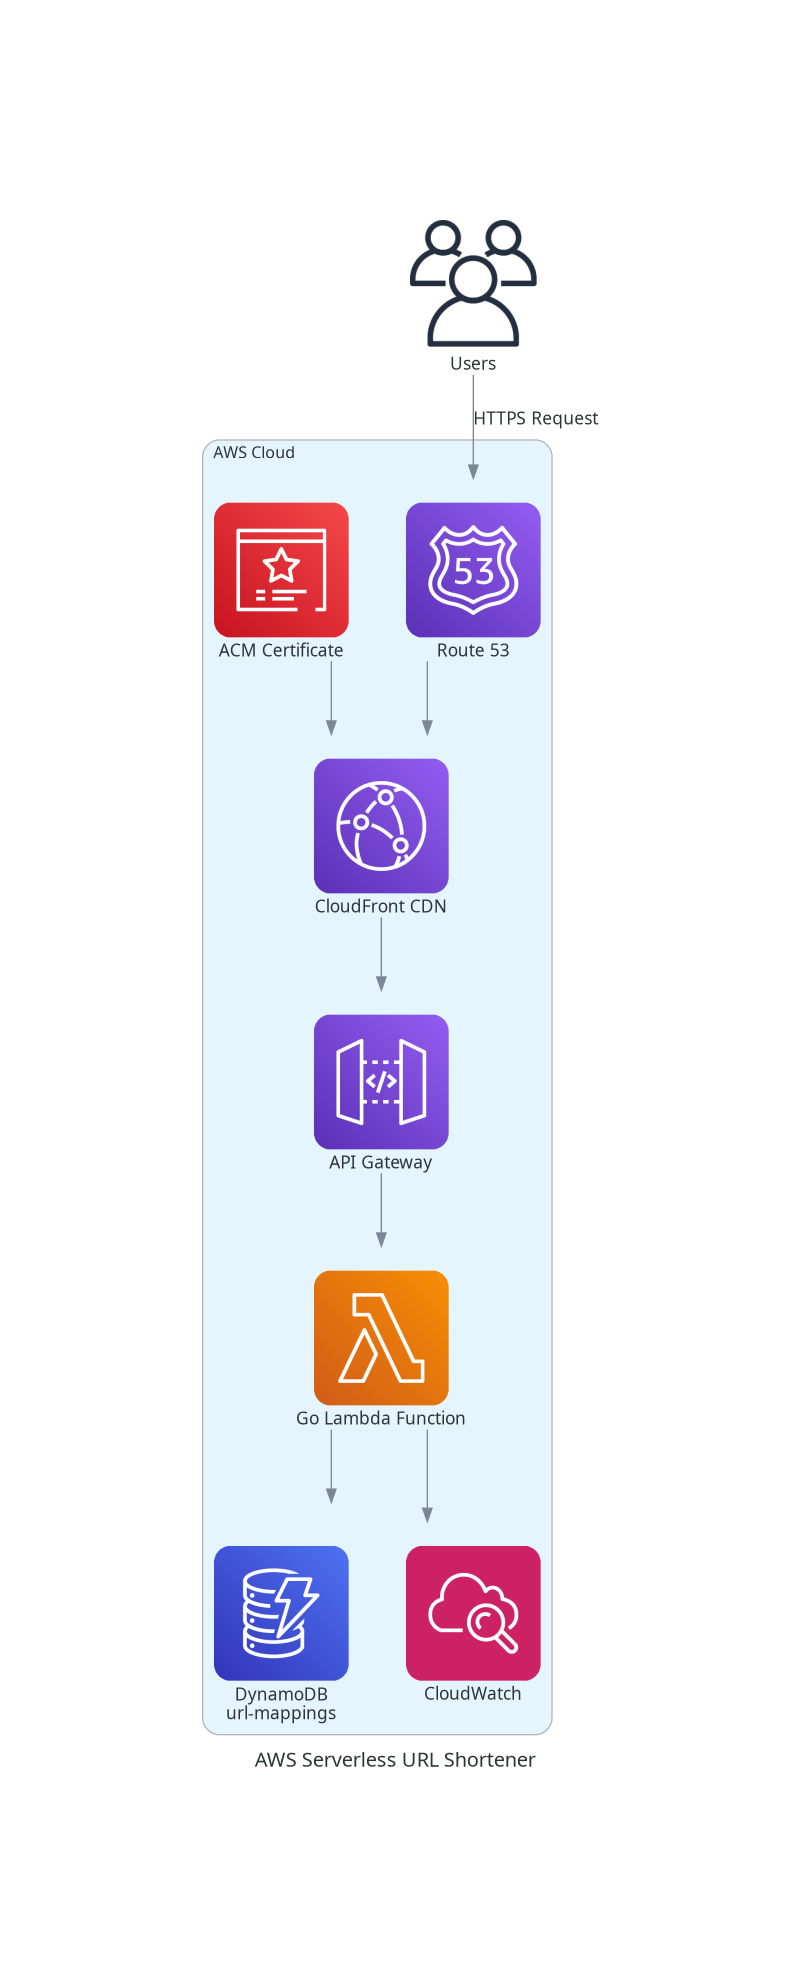 Users
HTTPS Request
AWS Cloud
53
ACM Certificate
Route 53
CloudFront CDN
</>
API Gateway
Go Lambda Function
DynamoDB
url-mappings
CloudWatch
AWS Serverless URL Shortener